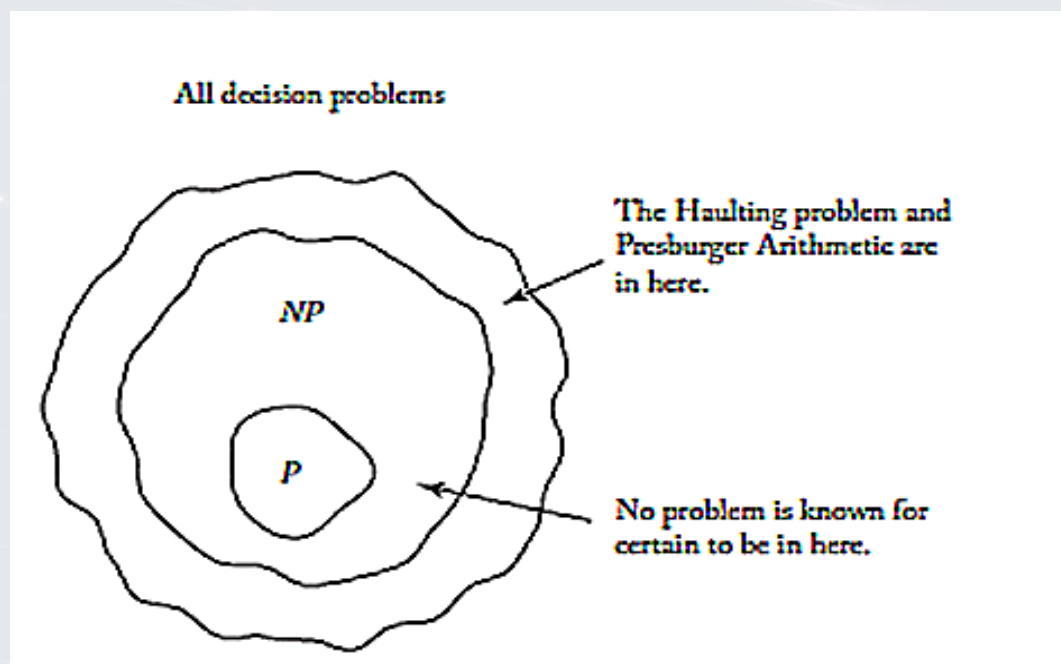 All decision problems
The Haulting problem and
Presburger Arithmetic are
in here.
NP
P
No problem is known for
certain to be in here.